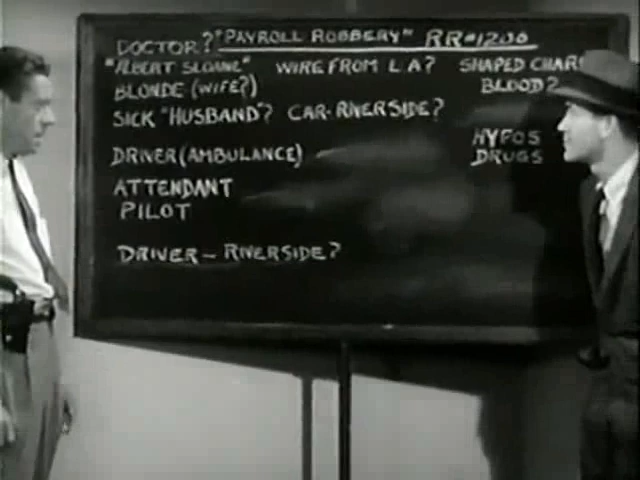 DOCTOR? "PAYROLL ROBBERY" RR#1200
"ALBERT SLOANE" WIRE FROM L A? SHAPED CHAR
BLONDE (WIFE?) BLOOD?
SICK "HUSBAND"? CAR-RIVERSIDE?
HYFOS
DRIVER (AMBULANCE) DRUGS
ATTENDANT
PILOT
DRIVER - RIVERSIDE?